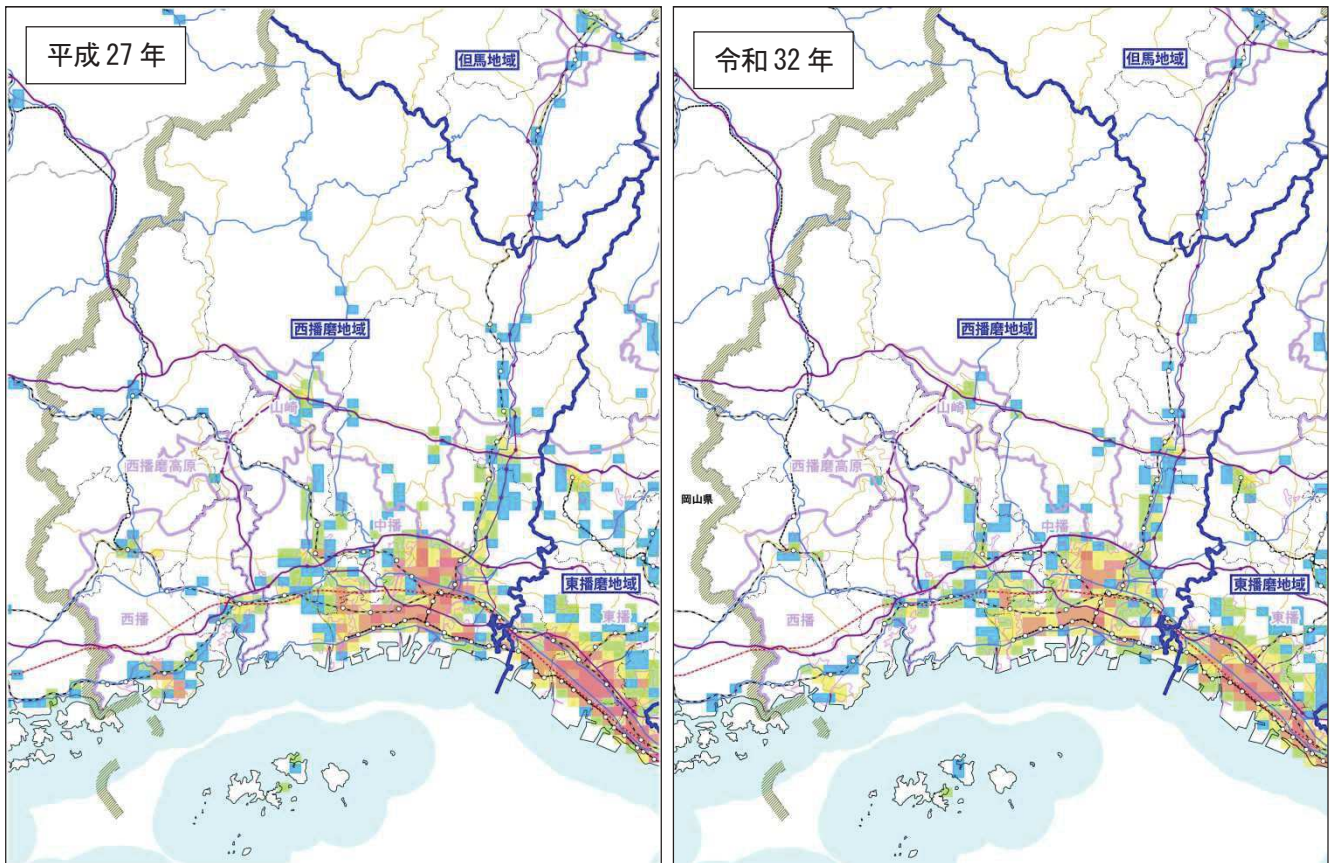 平成 27 年
但馬地域
西播磨地域
山崎
西播磨高原
中播
東播磨地域
西播
東播
令和 32 年
但馬地域
西播磨地域
山崎
西播磨高原
岡山県
中播
東播磨地域
西播
東播